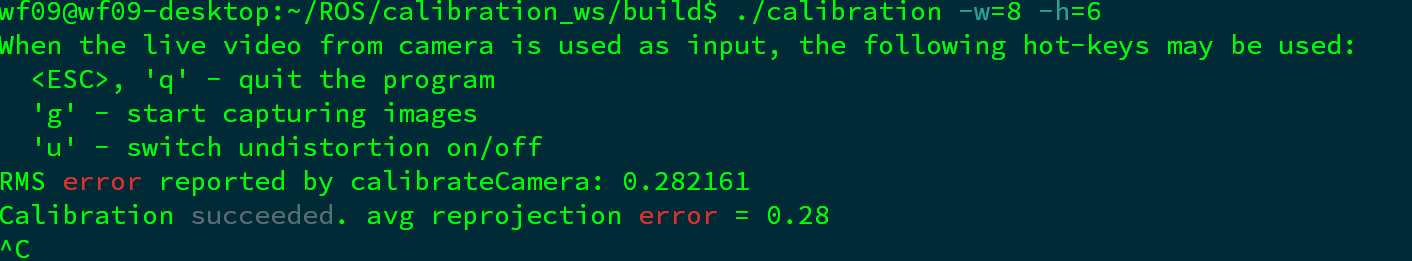 wf09@wf09-desktop:~/ROS/calibration_ws/build$ ./calibration -w=8 -h=6
When the live video from camera is used as input, the following hot-keys may be used:
  <ESC>, 'q' - quit the program
  'g' - start capturing images
  'u' - switch undistortion on/off
RMS error reported by calibrateCamera: 0.282161
Calibration succeeded. avg reprojection error = 0.28
^C